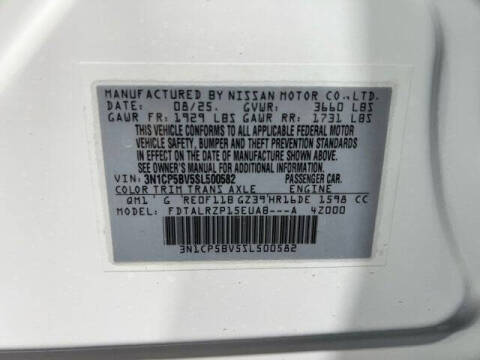 MANUFACTURED BY NISSAN MOTOR CO., LTD.
DATE: 08/25. GVWR: 3660 LBS
GAWR FR: 1929 LBS GAWR RR: 1731 LBS
THIS VEHICLE CONFORMS TO ALL APPLICABLE FEDERAL MOTOR
VEHICLE SAFETY, BUMPER AND THEFT PREVENTION STANDARDS
IN EFFECT ON THE DATE OF MANUFACTURE SHOWN ABOVE.
SEE OWNER'S MANUAL FOR ADDITIONAL INFORMATION
VIN: 3N1CP5BV5SL500582 PASSENGER CAR.
COLOR TRIM TRANS AXLE ENGINE
QM1 G RE0F11B GZ39 HR16DE 1598 CC
MODEL: FDTALRZP15EUA8---A 42000
3N1CP5BV5SL500582